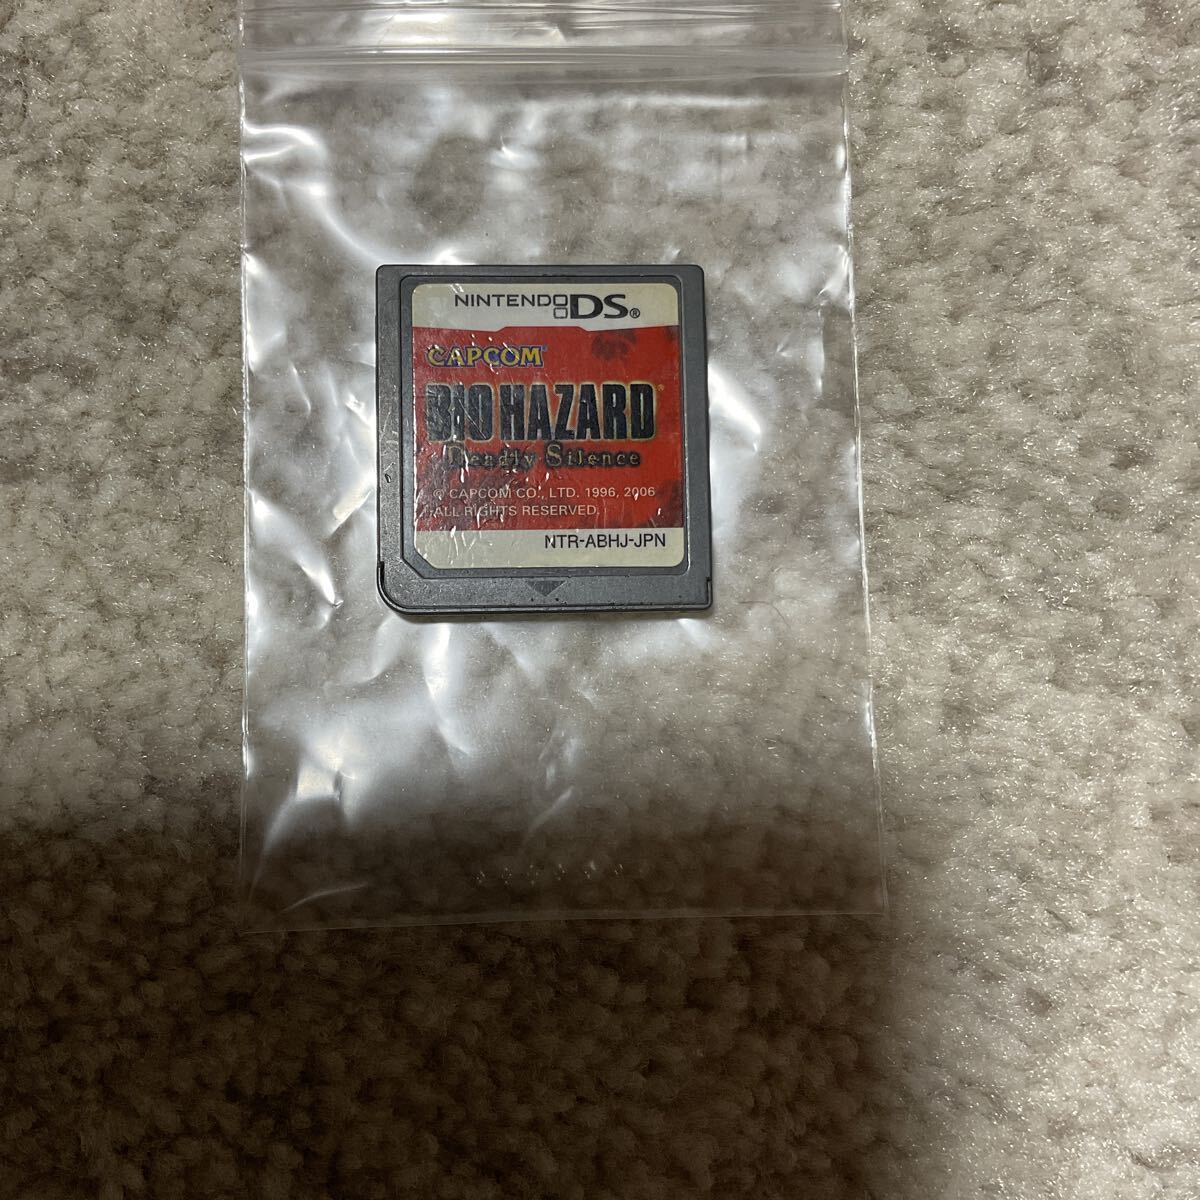 NINTENDO DS®
CAPCOM®
BIO HAZARD®
Deadly Silence
© CAPCOM CO., LTD. 1996, 2006
ALL RIGHTS RESERVED.
NTR-ABHJ-JPN